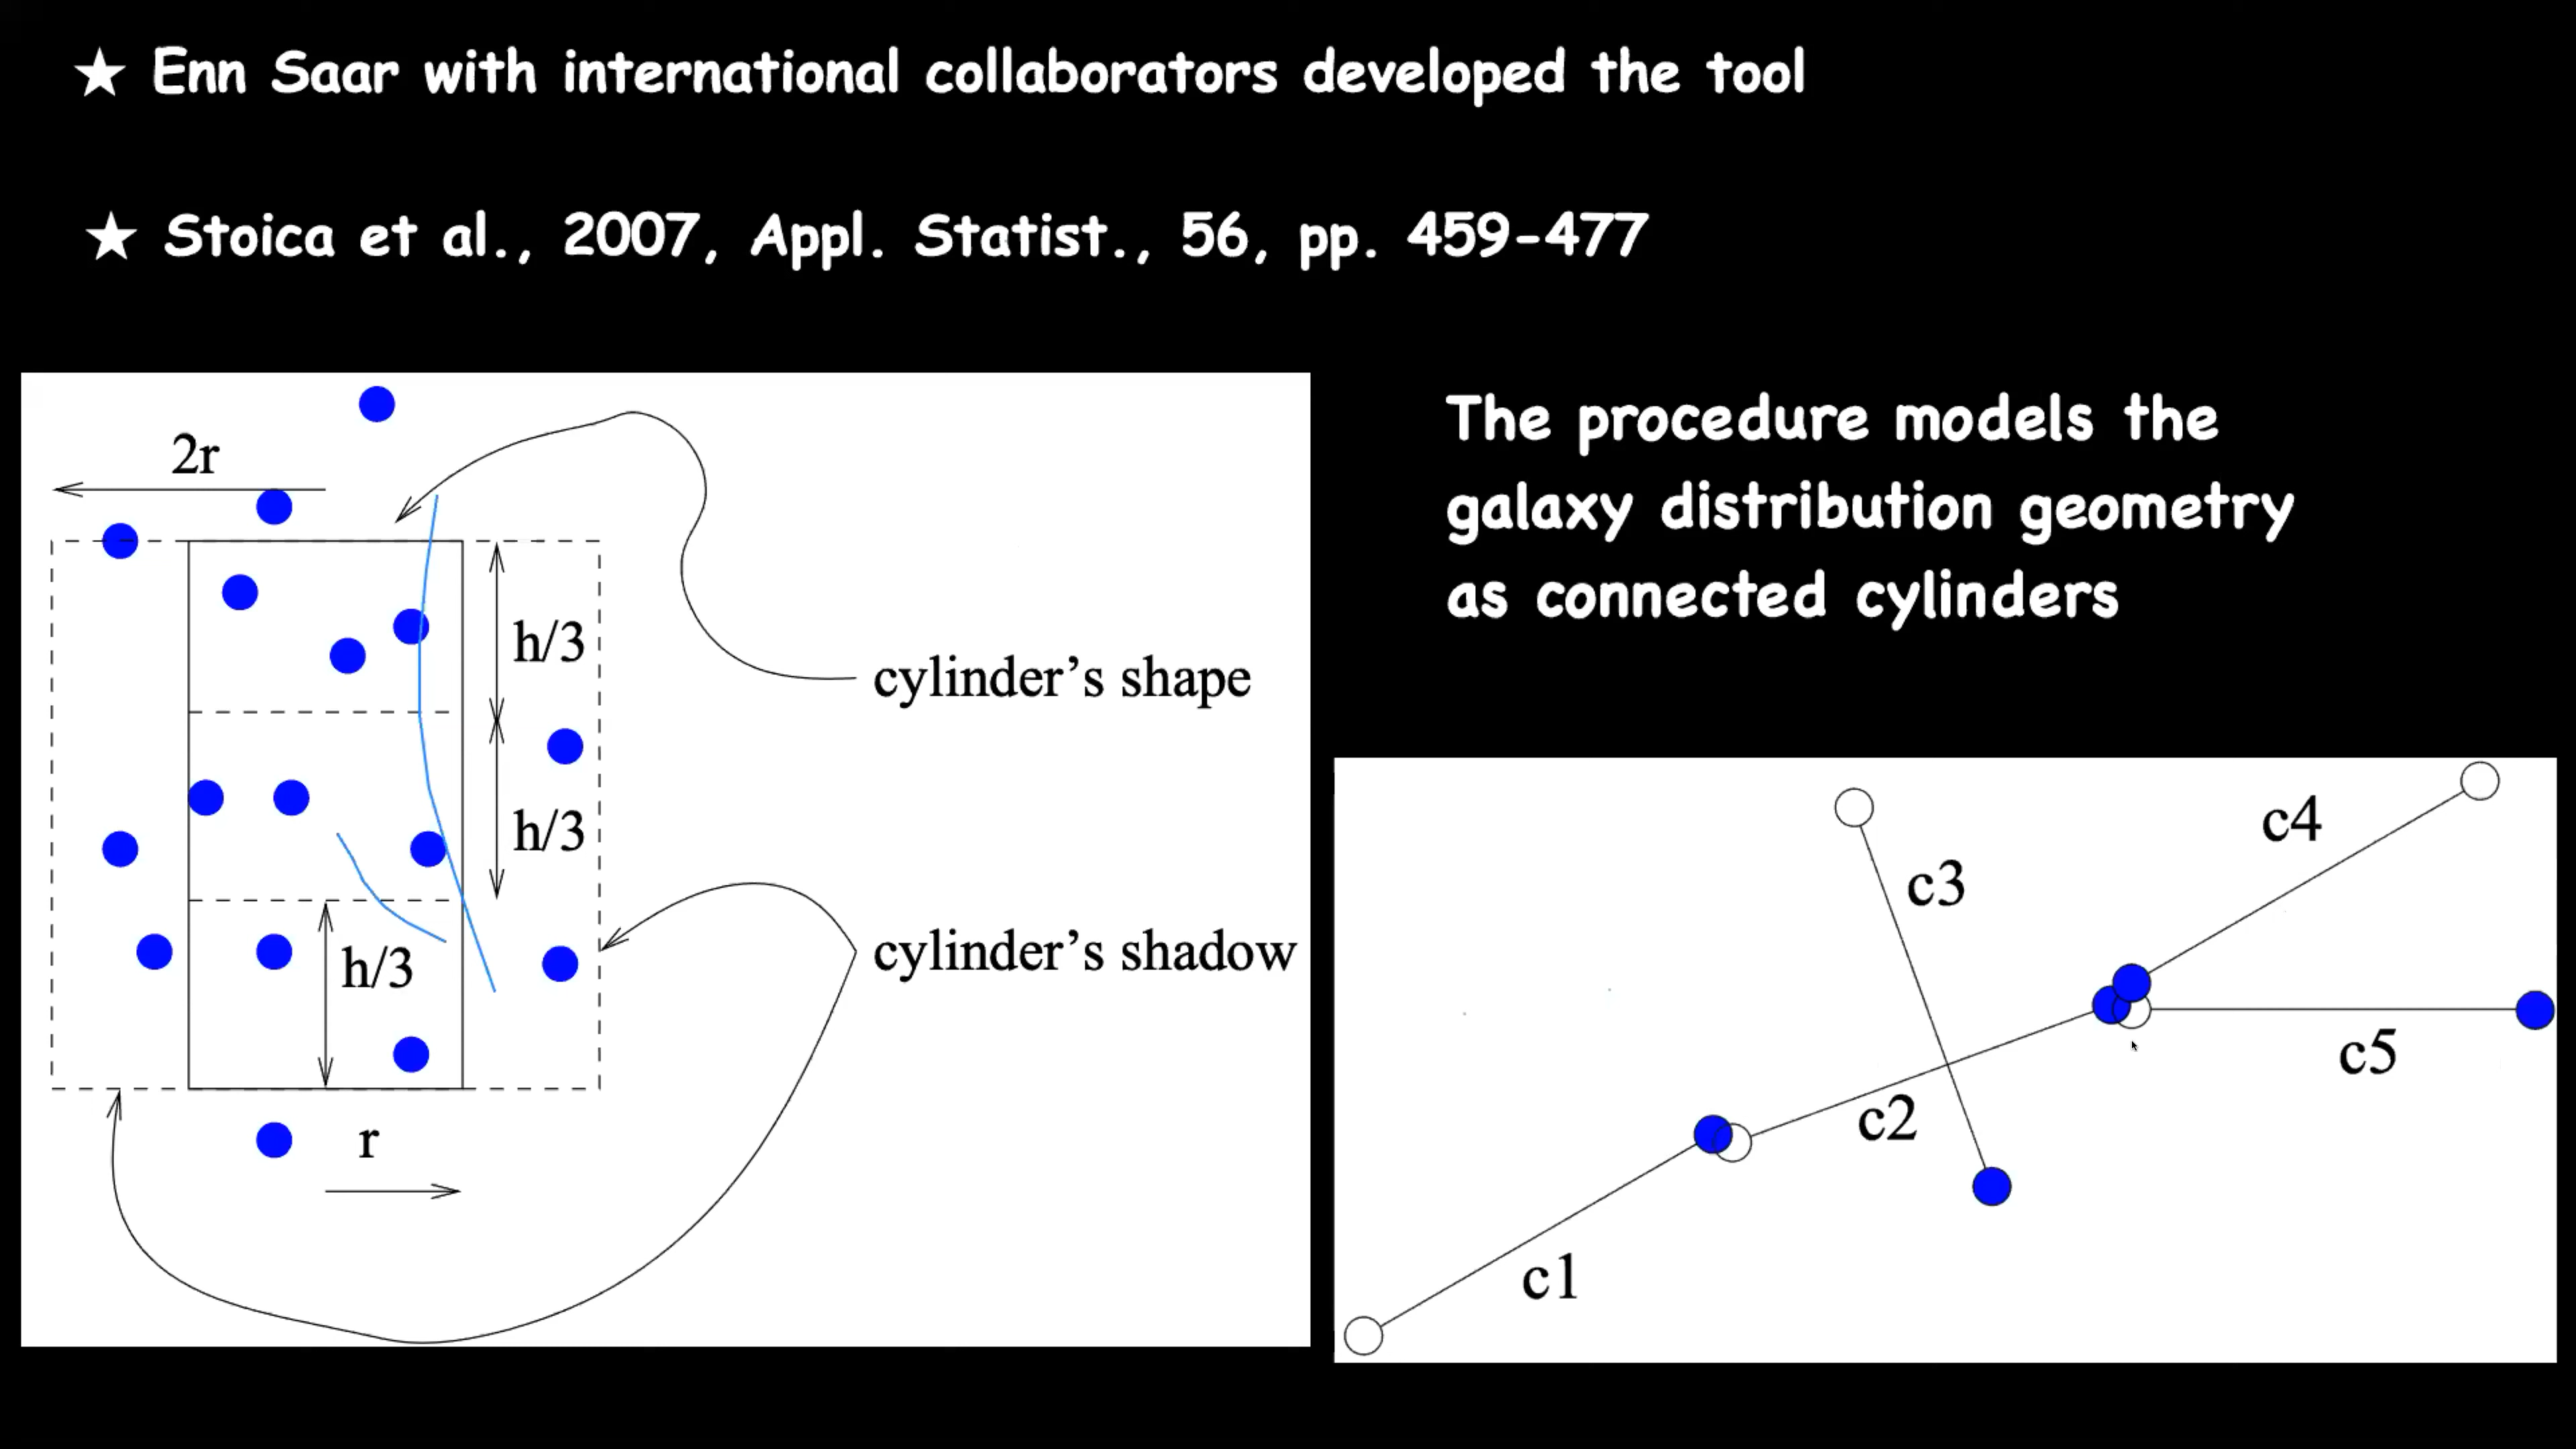 ★ Enn Saar with international collaborators developed the tool
★ Stoica et al., 2007, Appl. Statist., 56, pp. 459-477
2r
h/3
h/3
h/3
r
cylinder’s shape
cylinder’s shadow
The procedure models the
galaxy distribution geometry
as connected cylinders
c4
c3
c5
c2
c1